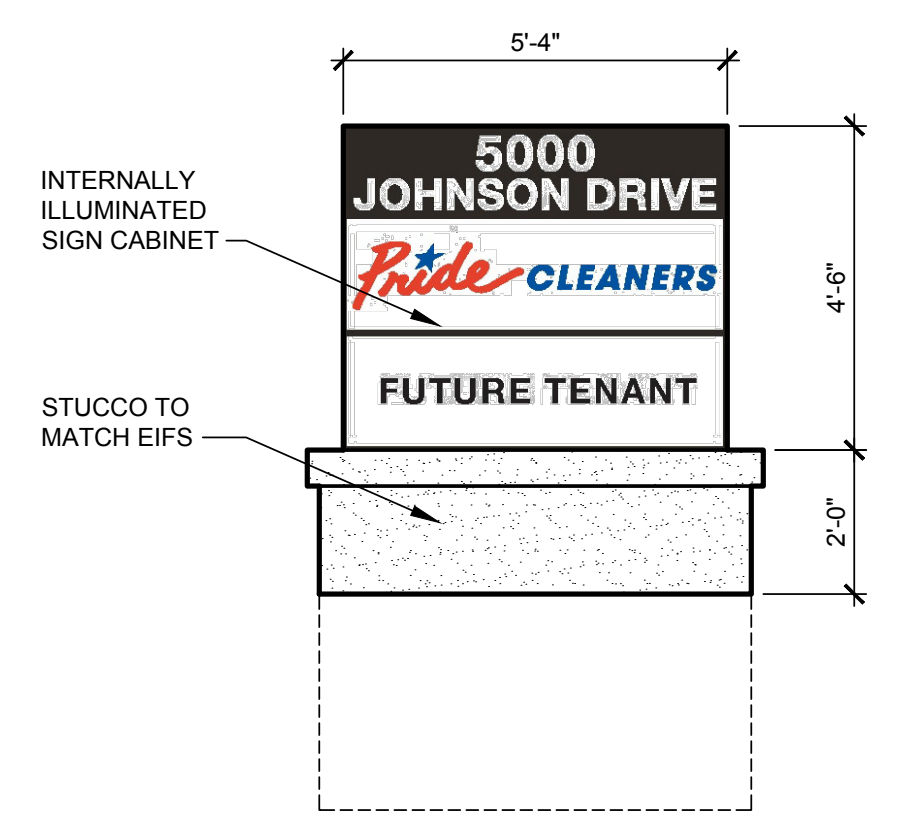 5'-4"
5000
JOHNSON DRIVE
INTERNALLY
ILLUMINATED
SIGN CABINET
Pride CLEANERS
4'-6"
FUTURE TENANT
STUCCO TO
MATCH EIFS
2'-0"